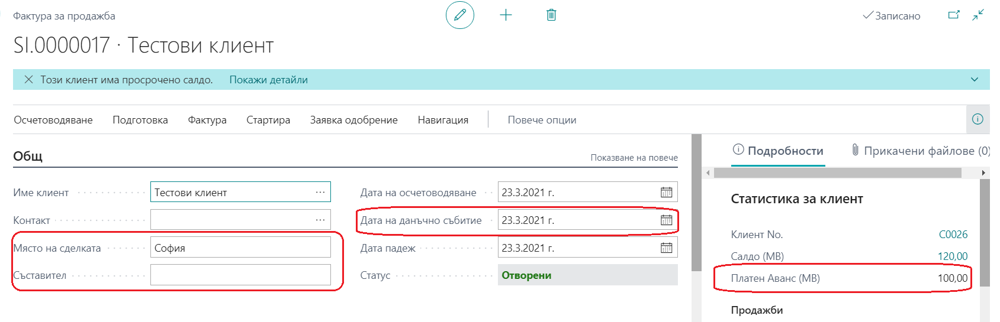 Фактура за продажба
Записано
SI.0000017 · Тестови клиент
Този клиент има просрочено салдо. Покажи детайли
Осчетоводяване Подготовка Фактура Стартира Заявка одобрение Навигация Повече опции
Общ
Показване на повече
Име клиент Тестови клиент
Контакт
Място на сделката София
Съставител
Дата на осчетоводяване 23.3.2021 г.
Дата на данъчно събитие 23.3.2021 г.
Дата падеж 23.3.2021 г.
Статус Отворени
Подробности Прикачени файлове (0)
Статистика за клиент
Клиент No. C0026
Салдо (МВ) 120,00
Платен Аванс (МВ) 100,00
Продажби